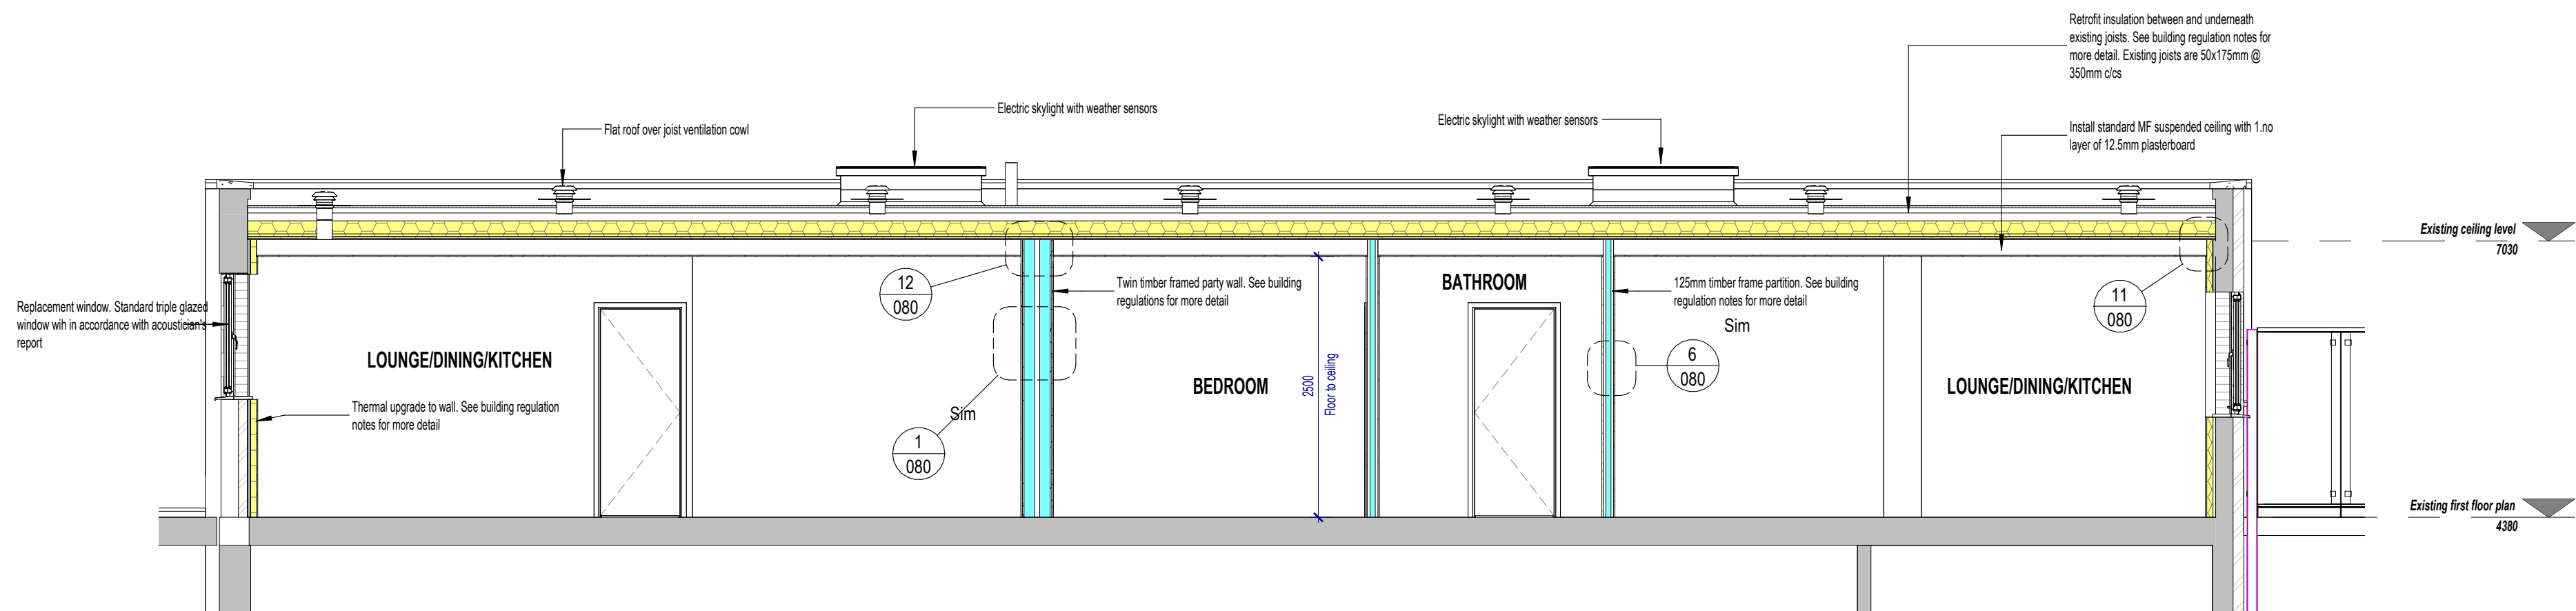 Retrofit insulation between and underneath
existing joists. See building regulation notes for
more detail. Existing joists are 50x175mm @
350mm c/cs
Electric skylight with weather sensors
Flat roof over joist ventilation cowl
Electric skylight with weather sensors
Install standard MF suspended ceiling with 1.no
layer of 12.5mm plasterboard
Existing ceiling level
7030
12
080
Twin timber framed party wall. See building
regulations for more detail
BATHROOM
125mm timber frame partition. See building
regulation notes for more detail
Sim
11
080
Replacement window. Standard triple glazed
window wih in accordance with acoustician's
report
LOUNGE/DINING/KITCHEN
BEDROOM
2500
Floor to ceiling
6
080
LOUNGE/DINING/KITCHEN
Thermal upgrade to wall. See building regulation
notes for more detail
Sim
1
080
Existing first floor plan
4380